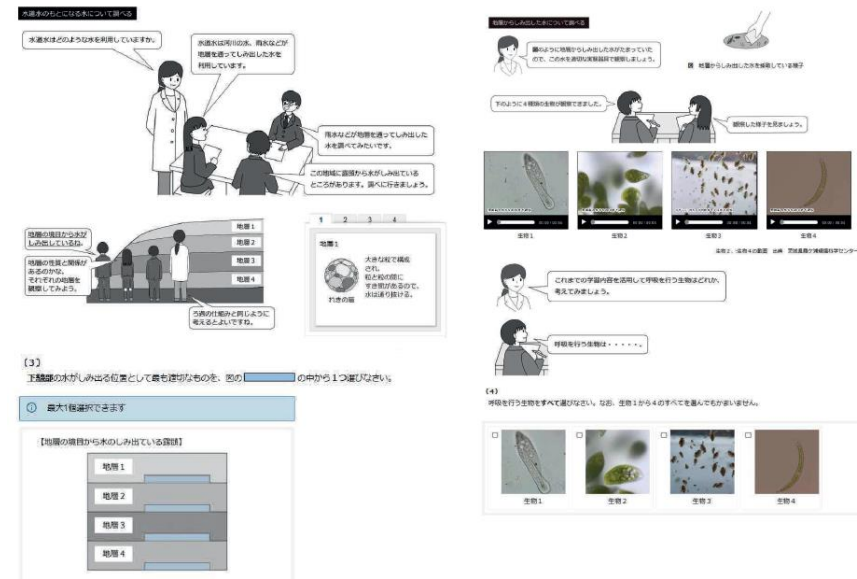 水道水のもとになる水について調べる
水道水はどのような水を利用していますか。
水道水は河川の水、雨水などが
地層を通ってしみ出した水を
利用しています。
雨水などが地層を通ってしみ出した
水を調べてみたいです。
この地域に露頭から水がしみ出ている
ところがあります。調べに行きましょう。
地層の境目から水が
しみ出しているね。
地層の性質と関係が
あるのかな。
それぞれの地層を
観察してみよう。
地層1
地層2
地層3
地層4
ろ過の仕組みと同じように
考えるとよいですね。
1 2 3 4
地層1
れきの層
大きな粒で構成
され、
粒と粒の間に
すき間があるので、
水は通り抜ける。
(3)
下線部の水がしみ出る位置として最も適切なものを、図の の中から1つ選びなさい。
最大1個選択できます
【地層の境目から水のしみ出ている露頭】
地層1
地層2
地層3
地層4
地層からしみ出した水について調べる
図のように地層からしみ出した水がたまっていた
ので、この水を適切な実験器具で観察しましょう。
図 地層からしみ出した水を採取している様子
下のように4種類の生物が観察できました。
観察した様子を見ましょう。
生物1 生物2 生物3 生物4
これまでの学習内容を活用して呼吸を行う生物はどれか、
考えてみましょう。
呼吸を行う生物は・・・・・。
(4)
呼吸を行う生物をすべて選びなさい。なお、生物1から4のすべてを選んでもかまいません。
生物1 生物2 生物3 生物4